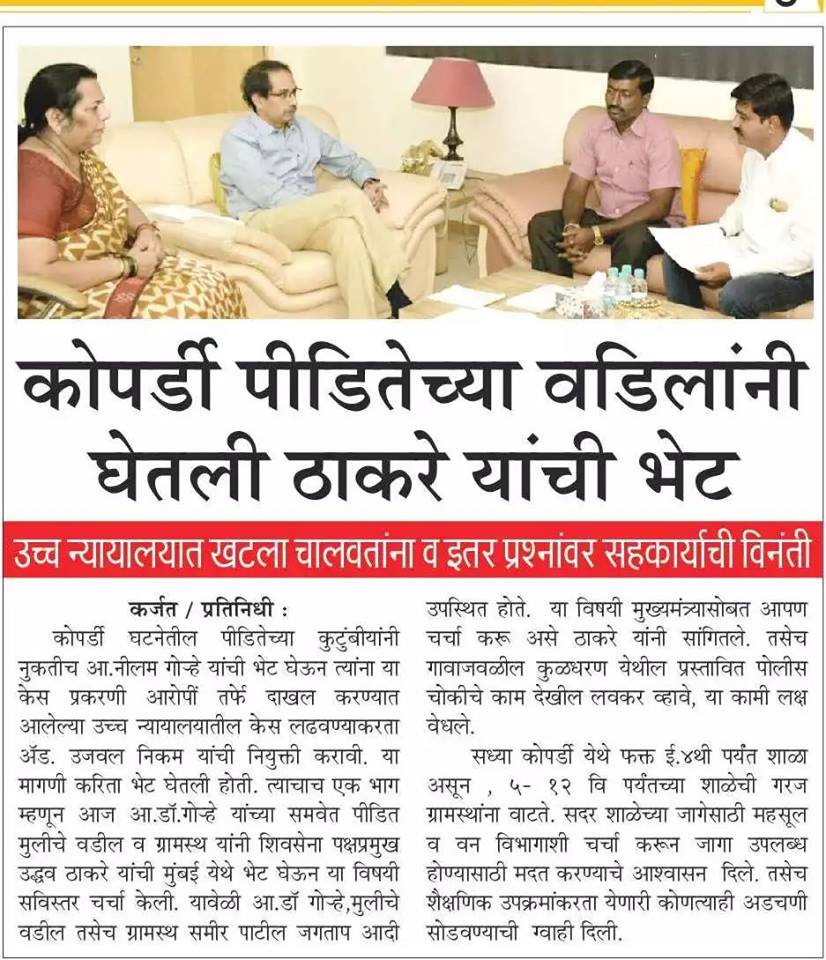 कोपर्डी पीडितेच्या वडिलांनी
घेतली ठाकरे यांची भेट
उच्च न्यायालयात खटला चालवतांना व इतर प्रश्नांवर सहकार्याची विनंती
कर्जत / प्रतिनिधी :
कोपर्डी घटनेतील पीडितेच्या कुटुंबीयांनी
नुकतीच आ.नीलम गोऱ्हे यांची भेट घेऊन त्यांना या
केस प्रकरणी आरोपीं तर्फे दाखल करण्यात
आलेल्या उच्च न्यायालयातील केस लढवण्याकरता
ॲड. उजवल निकम यांची नियुक्ती करावी. या
मागणी करिता भेट घेतली होती. त्याचाच एक भाग
म्हणून आज आ.डॉ.गोऱ्हे यांच्या समवेत पीडित
मुलीचे वडील व ग्रामस्थ यांनी शिवसेना पक्षप्रमुख
उद्धव ठाकरे यांची मुंबई येथे भेट घेऊन या विषयी
सविस्तर चर्चा केली. यावेळी आ.डॉ गोऱ्हे,मुलीचे
वडील तसेच ग्रामस्थ समीर पाटील जगताप आदी
उपस्थित होते. या विषयी मुख्यमंत्र्यासोबत आपण
चर्चा करू असे ठाकरे यांनी सांगितले. तसेच
गावाजवळील कुळधरण येथील प्रस्तावित पोलीस
चोकीचे काम देखील लवकर व्हावे, या कामी लक्ष
वेधले.
सध्या कोपर्डी येथे फक्त ई.४थी पर्यंत शाळा
असून , ५- १२ वि पर्यंतच्या शाळेची गरज
ग्रामस्थांना वाटते. सदर शाळेच्या जागेसाठी महसूल
व वन विभागाशी चर्चा करून जागा उपलब्ध
होण्यासाठी मदत करण्याचे आश्वासन दिले. तसेच
शैक्षणिक उपक्रमांकरता येणारी कोणत्याही अडचणी
सोडवण्याची ग्वाही दिली.